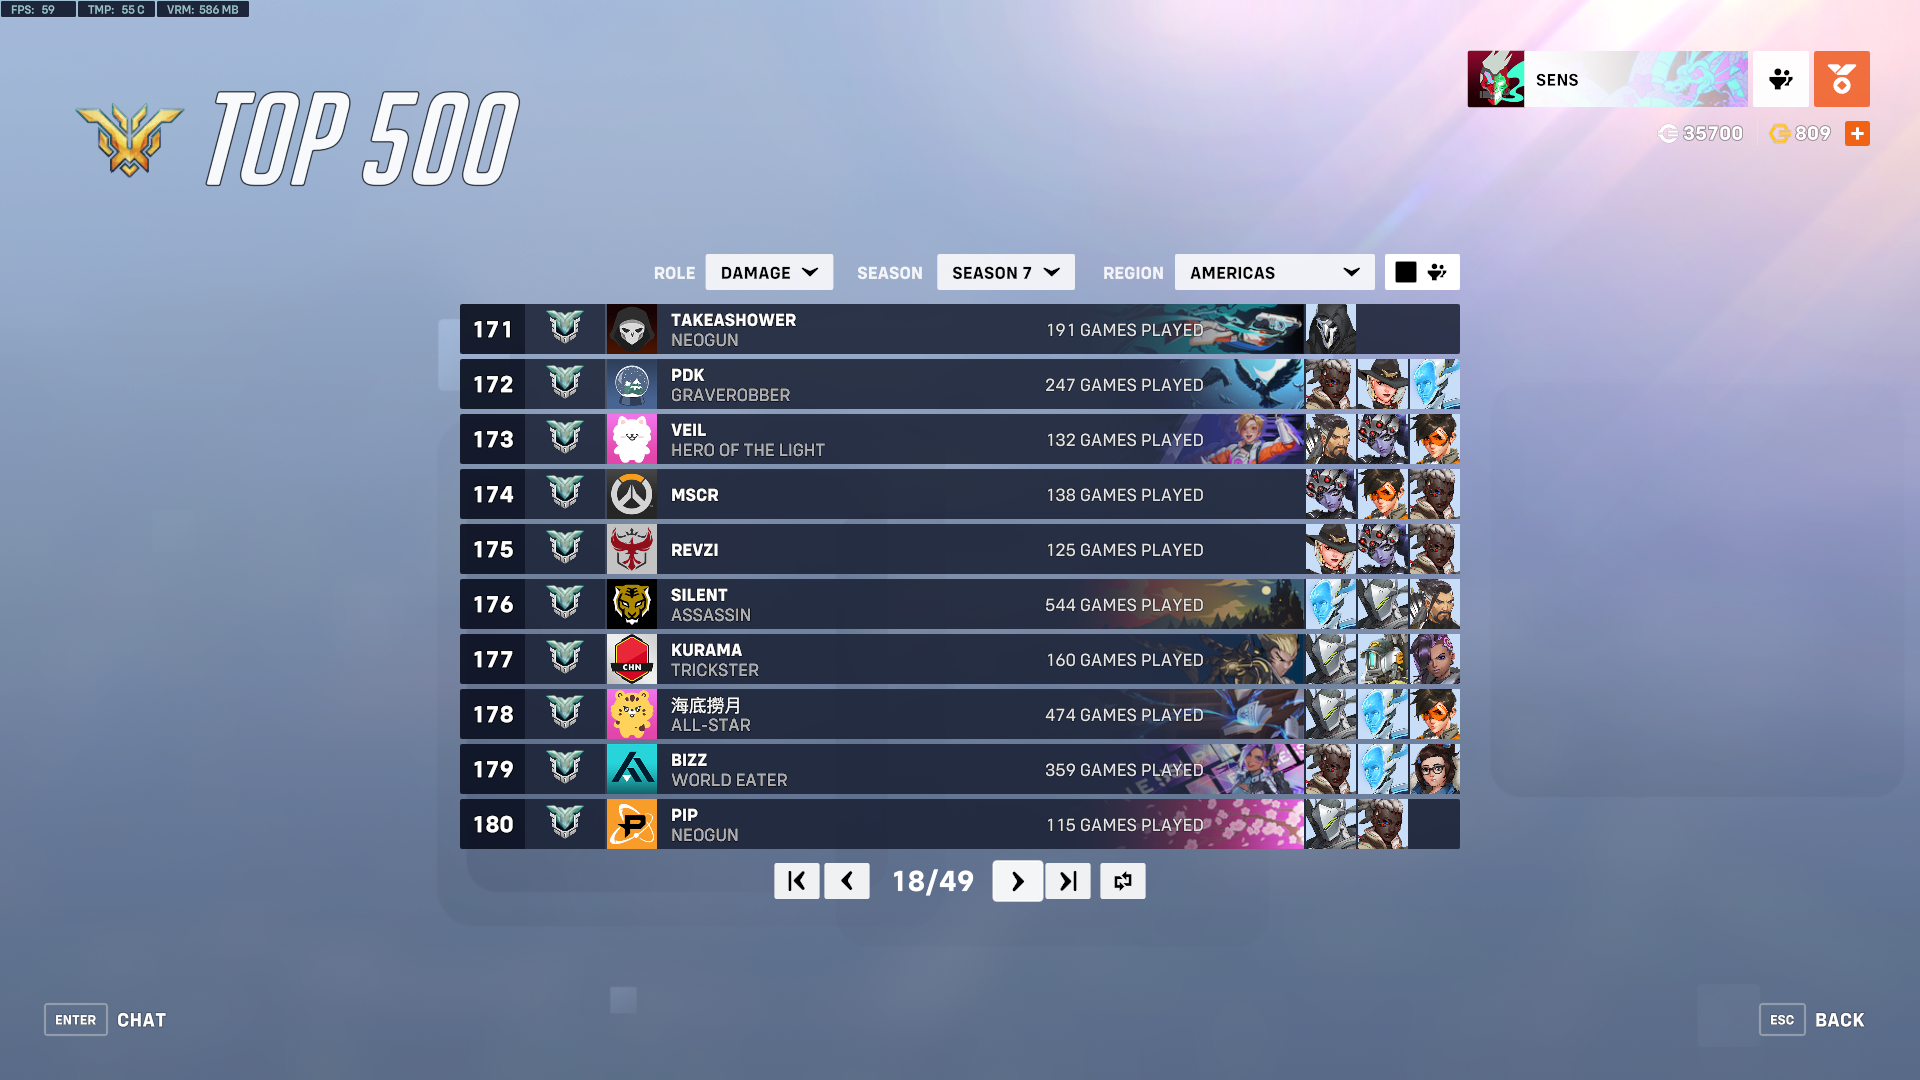 FPS: 59 TMP: 55 C VRM: 586 MB
TOP 500
SENS
35700 809
ROLE DAMAGE SEASON SEASON 7 REGION AMERICAS
171 TAKEASHOWER 191 GAMES PLAYED
NEOGUN
172 PDK 247 GAMES PLAYED
GRAVEROBBER
173 VEIL 132 GAMES PLAYED
HERO OF THE LIGHT
174 MSCR 138 GAMES PLAYED
175 REVZI 125 GAMES PLAYED
176 SILENT 544 GAMES PLAYED
ASSASSIN
177 CHN KURAMA 160 GAMES PLAYED
TRICKSTER
178 海底撈月 474 GAMES PLAYED
ALL-STAR
179 BIZZ 359 GAMES PLAYED
WORLD EATER
180 P PIP 115 GAMES PLAYED
NEOGUN
18/49
ENTER CHAT
ESC BACK